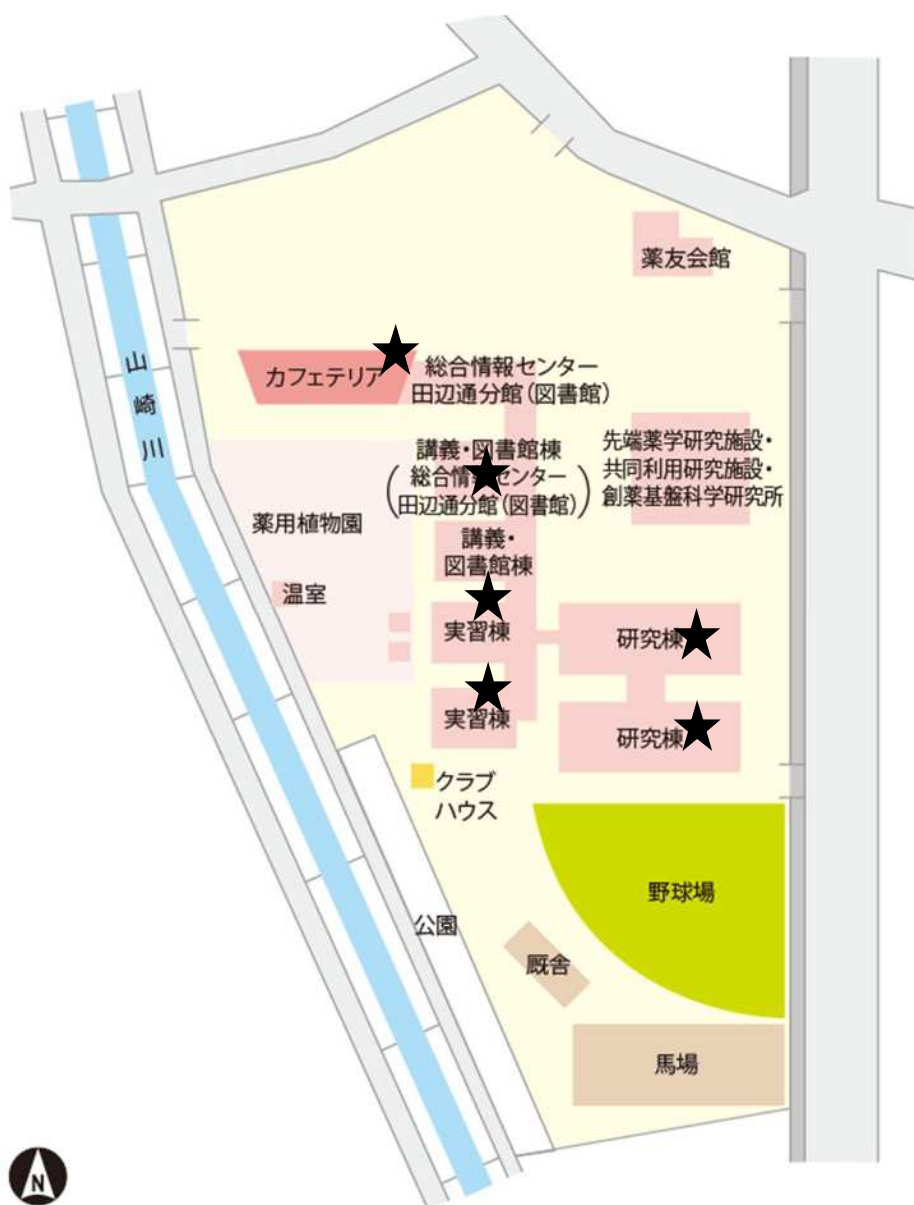 薬友会館
山崎川
カフェテリア
総合情報センター
田辺通分館(図書館)
講義・図書館棟
(総合情報センター
田辺通分館(図書館))
先端薬学研究施設・
共同利用研究施設・
創薬基盤科学研究所
薬用植物園
講義・
図書館棟
温室
実習棟
研究棟
実習棟
研究棟
クラブ
ハウス
野球場
公園
厩舎
馬場
N